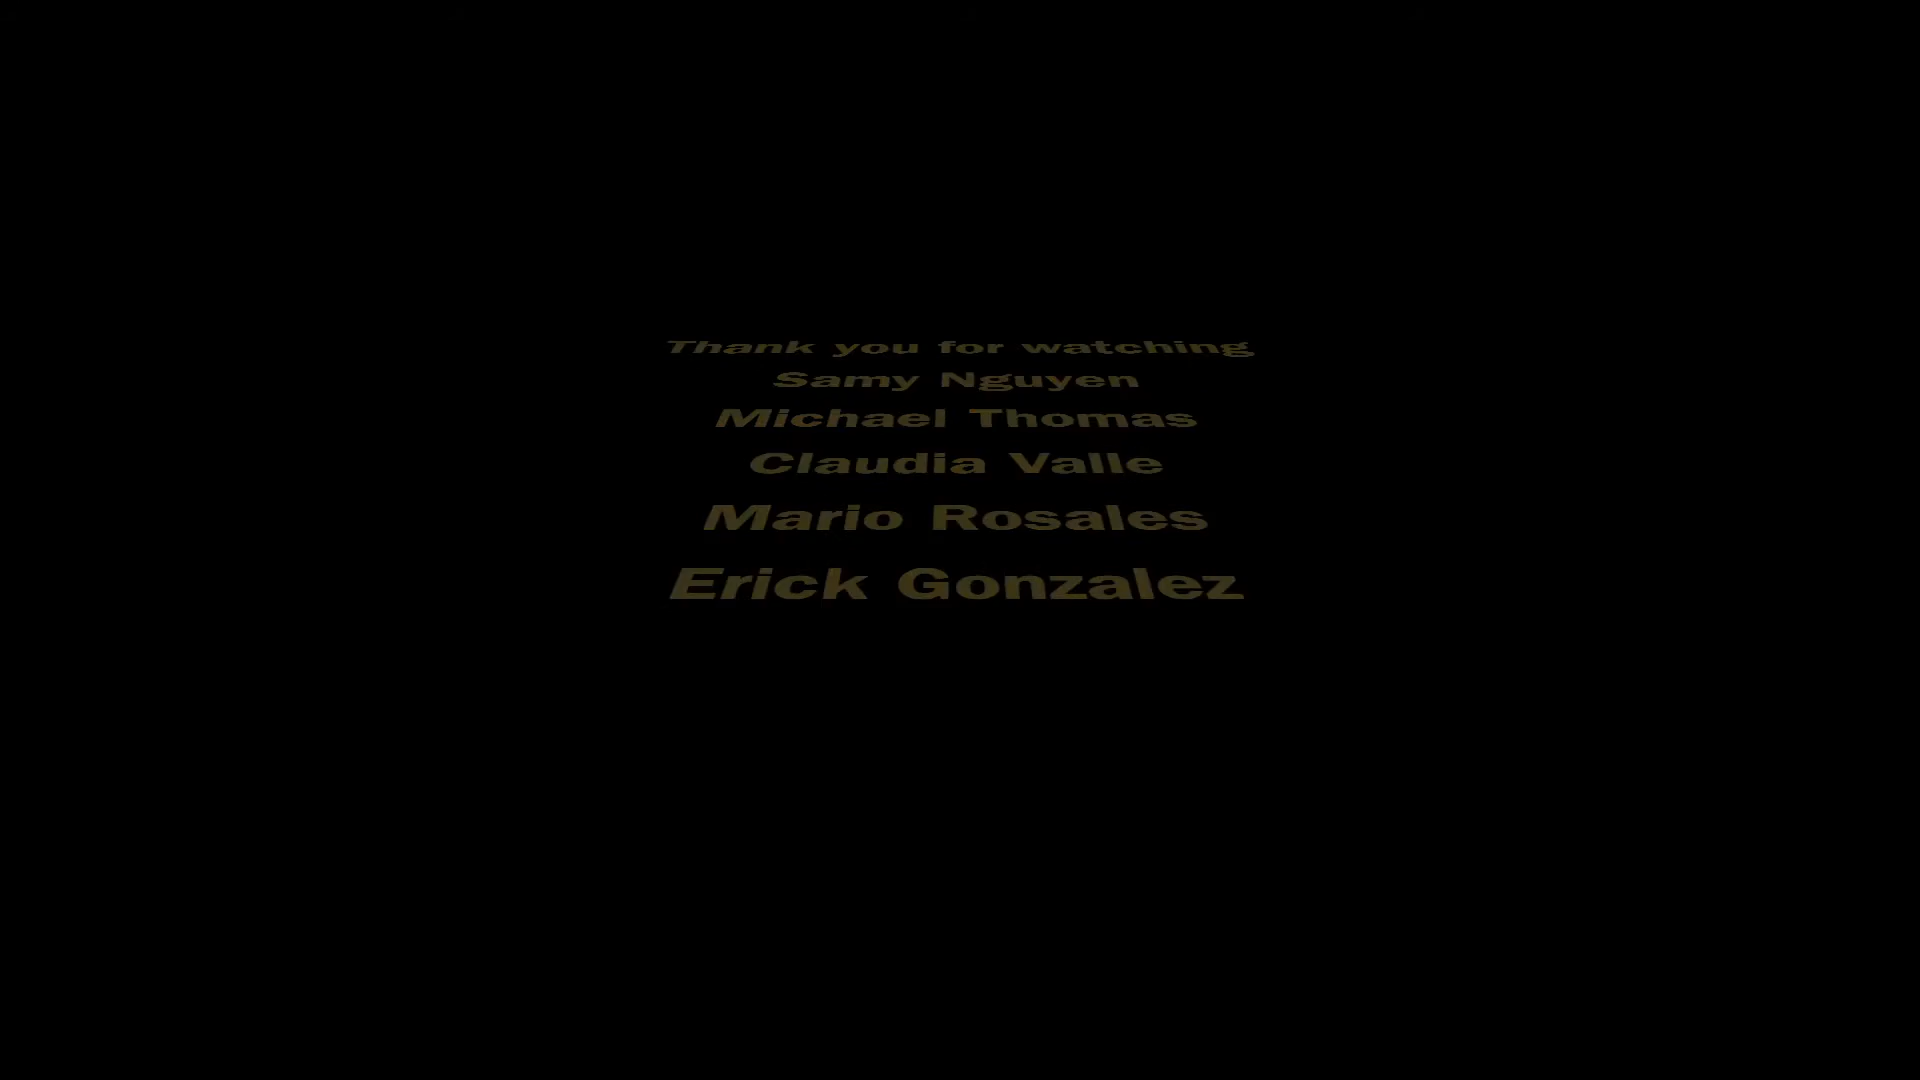 Thank you for watching
Samy Nguyen
Michael Thomas
Claudia Valle
Mario Rosales
Erick Gonzalez